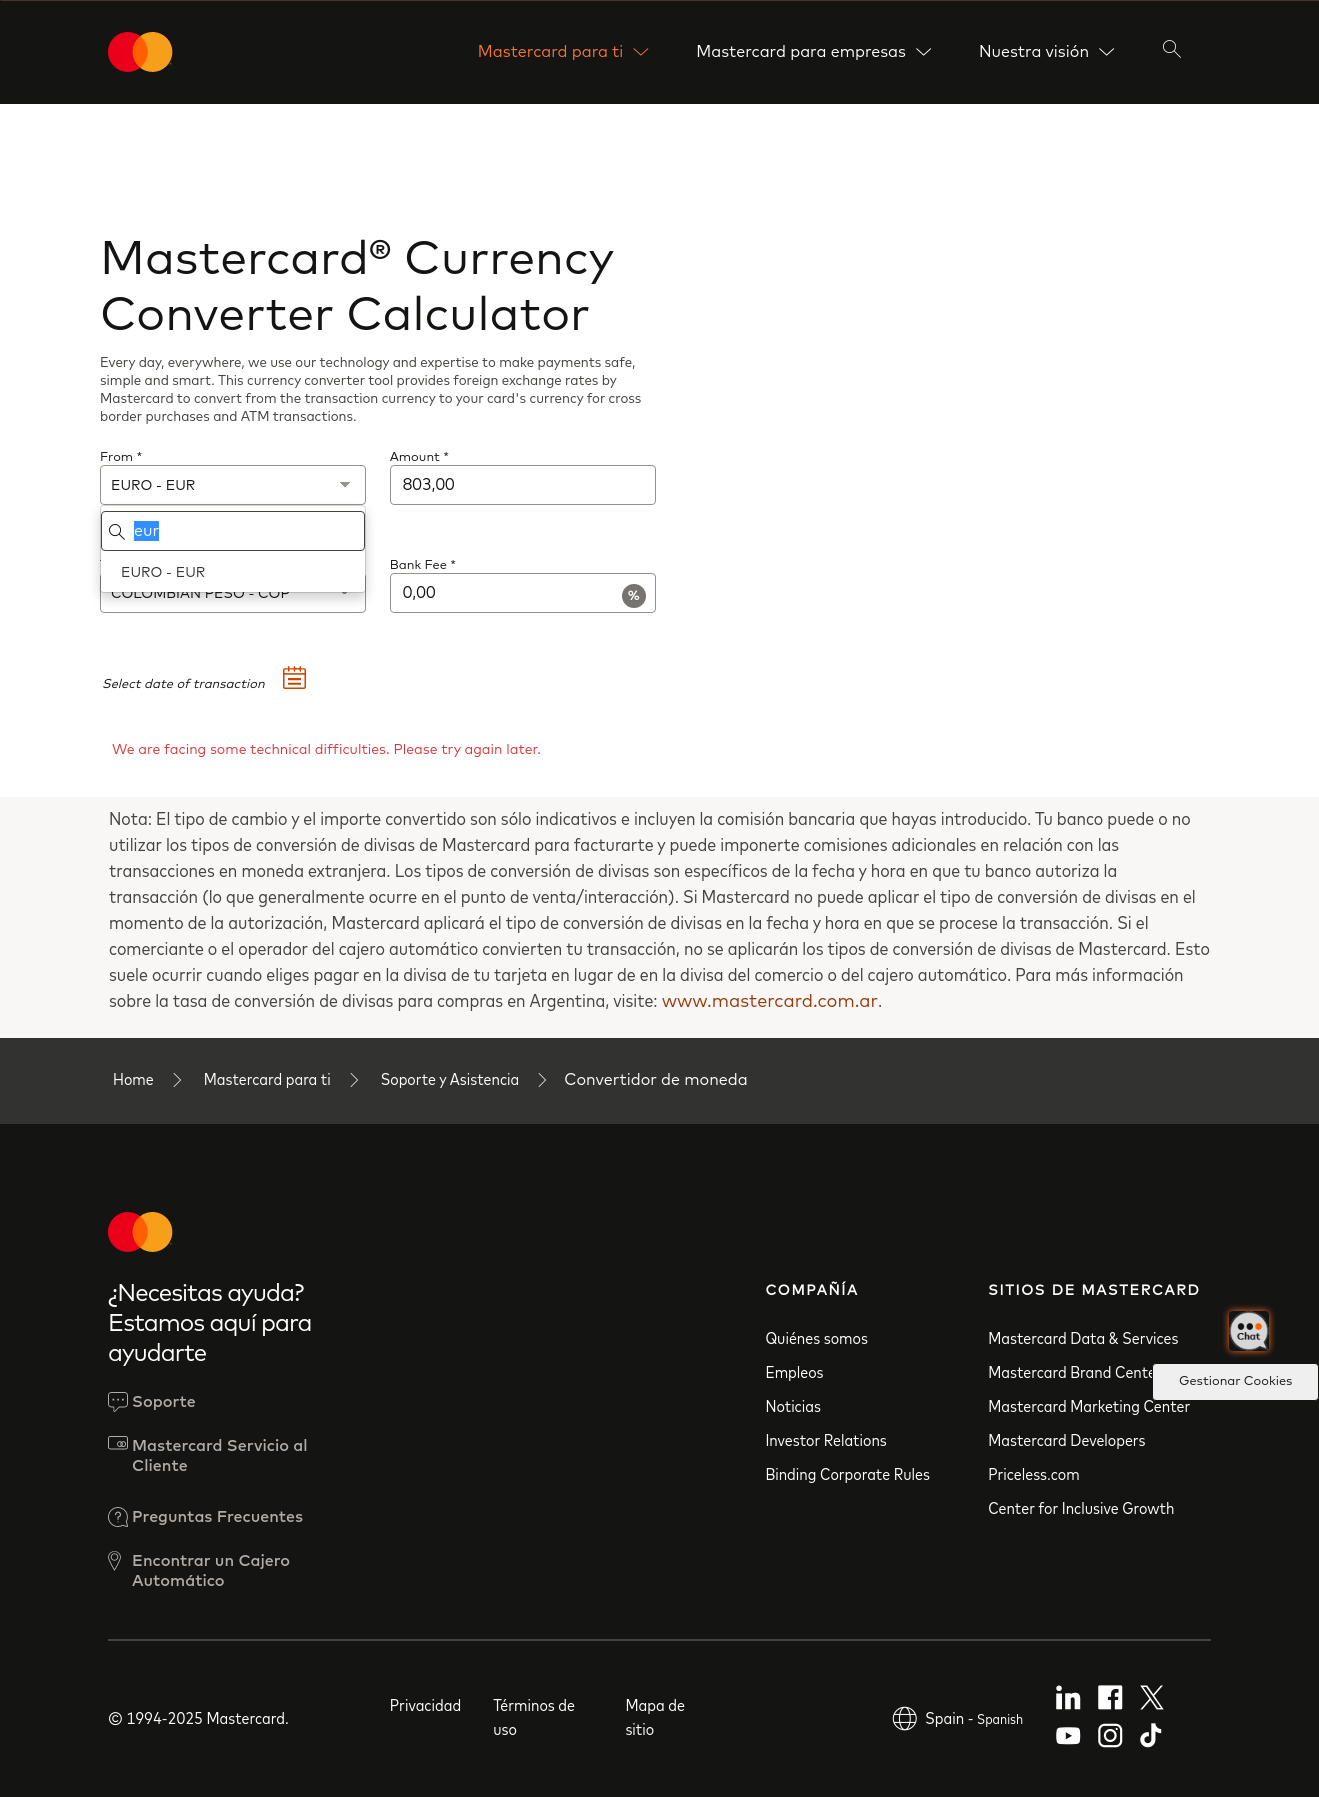 Mastercard para ti
Mastercard para empresas
Nuestra visión
Mastercard® Currency
Converter Calculator
Every day, everywhere, we use our technology and expertise to make payments safe,
simple and smart. This currency converter tool provides foreign exchange rates by
Mastercard to convert from the transaction currency to your card's currency for cross
border purchases and ATM transactions.
From *
Amount *
EURO - EUR
803,00
eur
EURO - EUR
Bank Fee *
COLOMBIAN PESO - COP
0,00
%
Select date of transaction
We are facing some technical difficulties. Please try again later.
Nota: El tipo de cambio y el importe convertido son sólo indicativos e incluyen la comisión bancaria que hayas introducido. Tu banco puede o no
utilizar los tipos de conversión de divisas de Mastercard para facturarte y puede imponerte comisiones adicionales en relación con las
transacciones en moneda extranjera. Los tipos de conversión de divisas son específicos de la fecha y hora en que tu banco autoriza la
transacción (lo que generalmente ocurre en el punto de venta/interacción). Si Mastercard no puede aplicar el tipo de conversión de divisas en el
momento de la autorización, Mastercard aplicará el tipo de conversión de divisas en la fecha y hora en que se procese la transacción. Si el
comerciante o el operador del cajero automático convierten tu transacción, no se aplicarán los tipos de conversión de divisas de Mastercard. Esto
suele ocurrir cuando eliges pagar en la divisa de tu tarjeta en lugar de en la divisa del comercio o del cajero automático. Para más información
sobre la tasa de conversión de divisas para compras en Argentina, visite: www.mastercard.com.ar.
Home
Mastercard para ti
Soporte y Asistencia
Convertidor de moneda
¿Necesitas ayuda?
Estamos aquí para
ayudarte
Soporte
Mastercard Servicio al
Cliente
Preguntas Frecuentes
Encontrar un Cajero
Automático
COMPAÑÍA
Quiénes somos
Empleos
Noticias
Investor Relations
Binding Corporate Rules
SITIOS DE MASTERCARD
Mastercard Data & Services
Mastercard Brand Cente
Mastercard Marketing Center
Mastercard Developers
Priceless.com
Center for Inclusive Growth
Chat
Gestionar Cookies
© 1994-2025 Mastercard.
Privacidad
Términos de
uso
Mapa de
sitio
Spain - Spanish